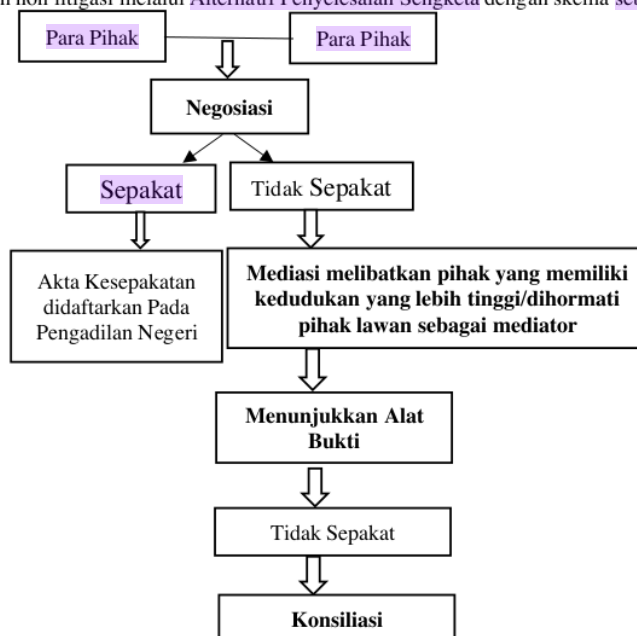 non litigasi melalui Alternatif Penyelesaian Sengketa dengan skema
Para Pihak
Para Pihak
Negosiasi
Sepakat
Tidak Sepakat
Akta Kesepakatan
didaftarkan Pada
Pengadilan Negeri
Mediasi melibatkan pihak yang memiliki
kedudukan yang lebih tinggi/dihormati
pihak lawan sebagai mediator
Menunjukkan Alat
Bukti
Tidak Sepakat
Konsiliasi